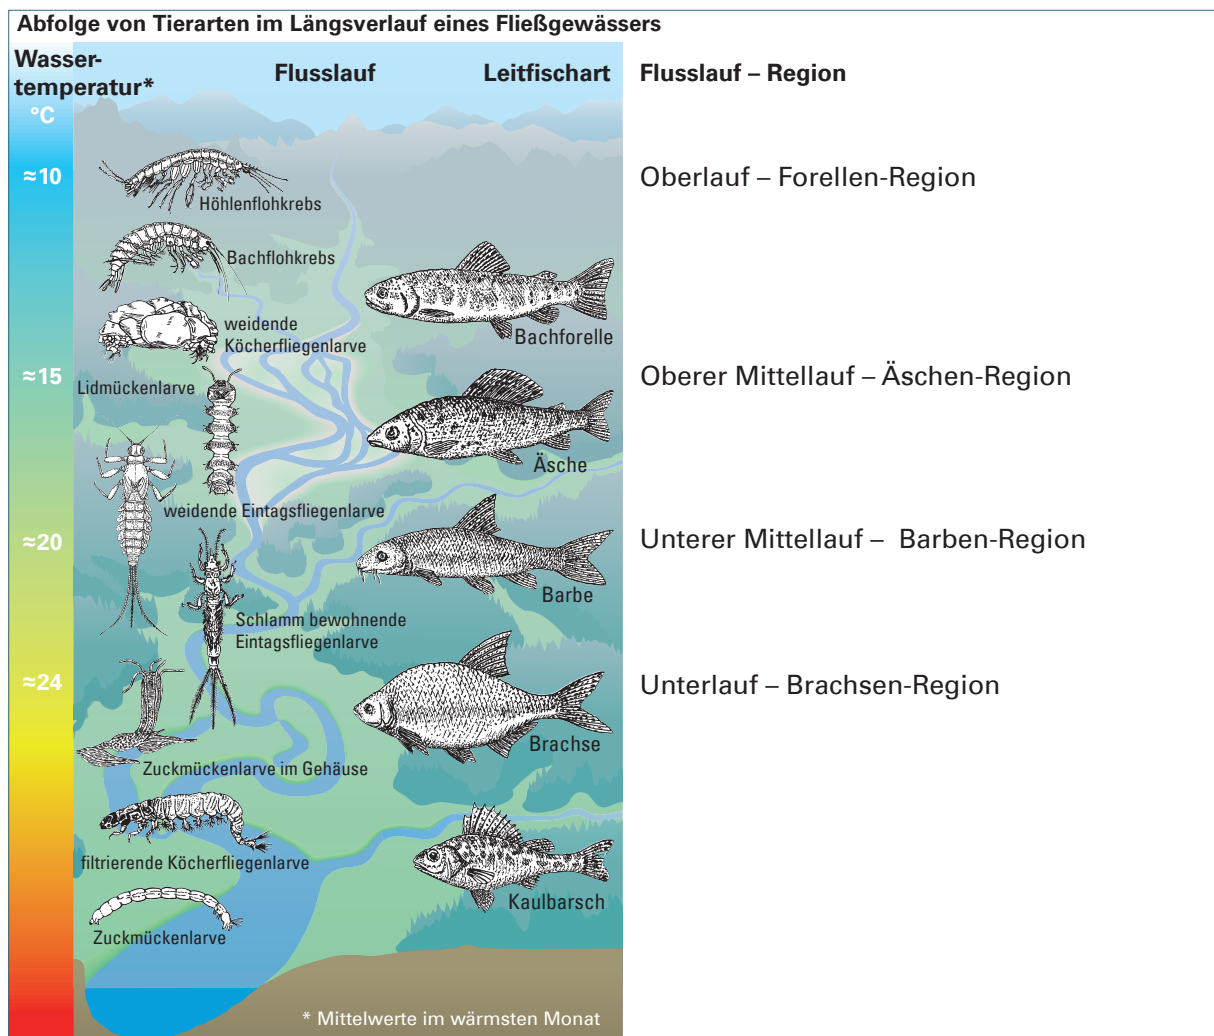 Abfolge von Tierarten im Längsverlauf eines Fließgewässers
Wasser-
temperatur*
Flusslauf
Leitfischart
Flusslauf – Region
°C
≈10
Höhlenflohkrebs
Oberlauf – Forellen-Region
Bachflohkrebs
weidende
Köcherfliegenlarve
Bachforelle
≈15
Lidmückenlarve
Oberer Mittellauf – Äschen-Region
Äsche
weidende Eintagsfliegenlarve
≈20
Unterer Mittellauf – Barben-Region
Barbe
Schlamm bewohnende
Eintagsfliegenlarve
≈24
Unterlauf – Brachsen-Region
Brachse
Zuckmückenlarve im Gehäuse
filtrierende Köcherfliegenlarve
Kaulbarsch
Zuckmückenlarve
* Mittelwerte im wärmsten Monat